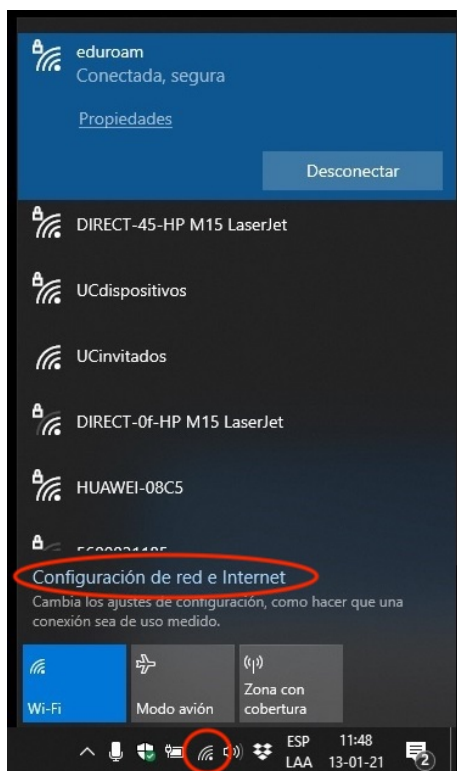 eduroam
Conectada, segura
Propiedades
Desconectar
DIRECT-45-HP M15 LaserJet
UCdispositivos
UCinvitados
DIRECT-0f-HP M15 LaserJet
HUAWEI-08C5
Configuración de red e Internet
Cambia los ajustes de configuración, como hacer que una
conexión sea de uso medido.
Wi-Fi
Modo avión
Zona con
cobertura
ESP
LAA
11:48
13-01-21
2